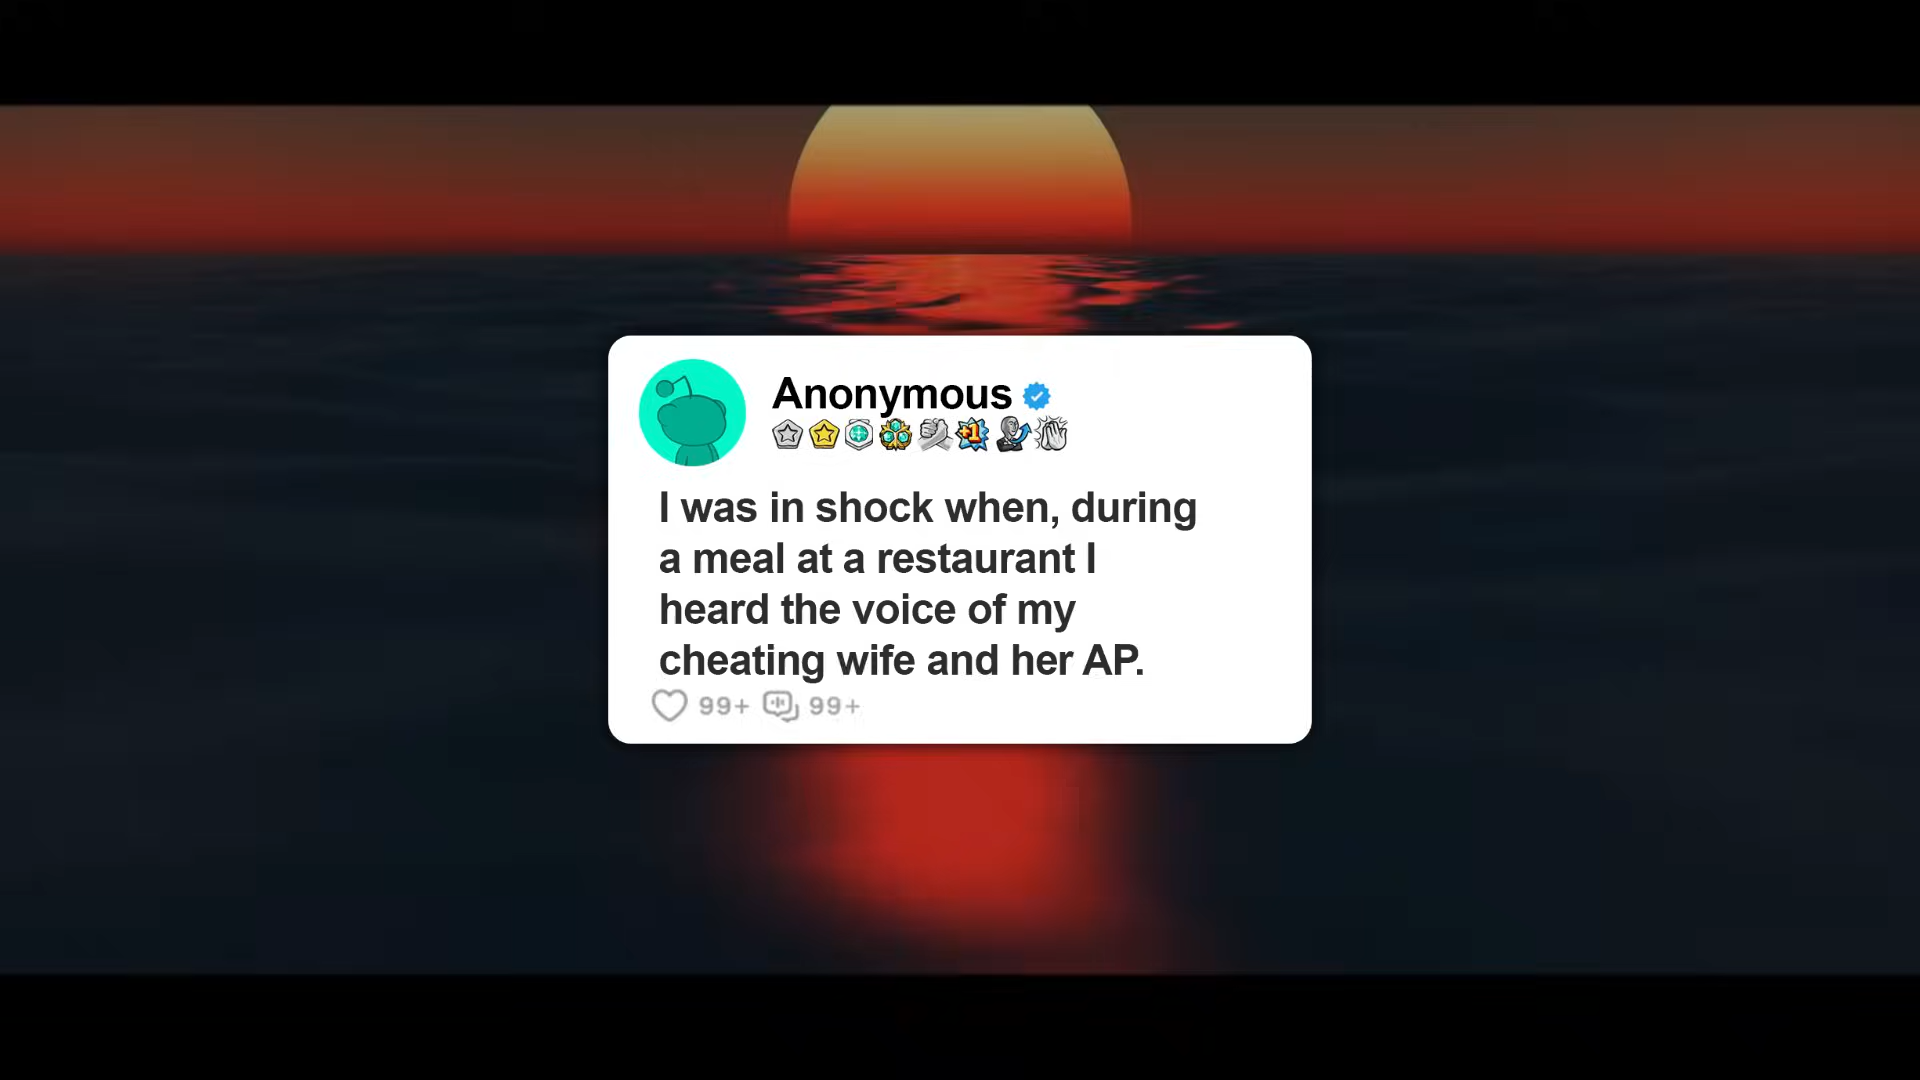 Anonymous
+1
I was in shock when, during
a meal at a restaurant I
heard the voice of my
cheating wife and her AP.
99+ 99+